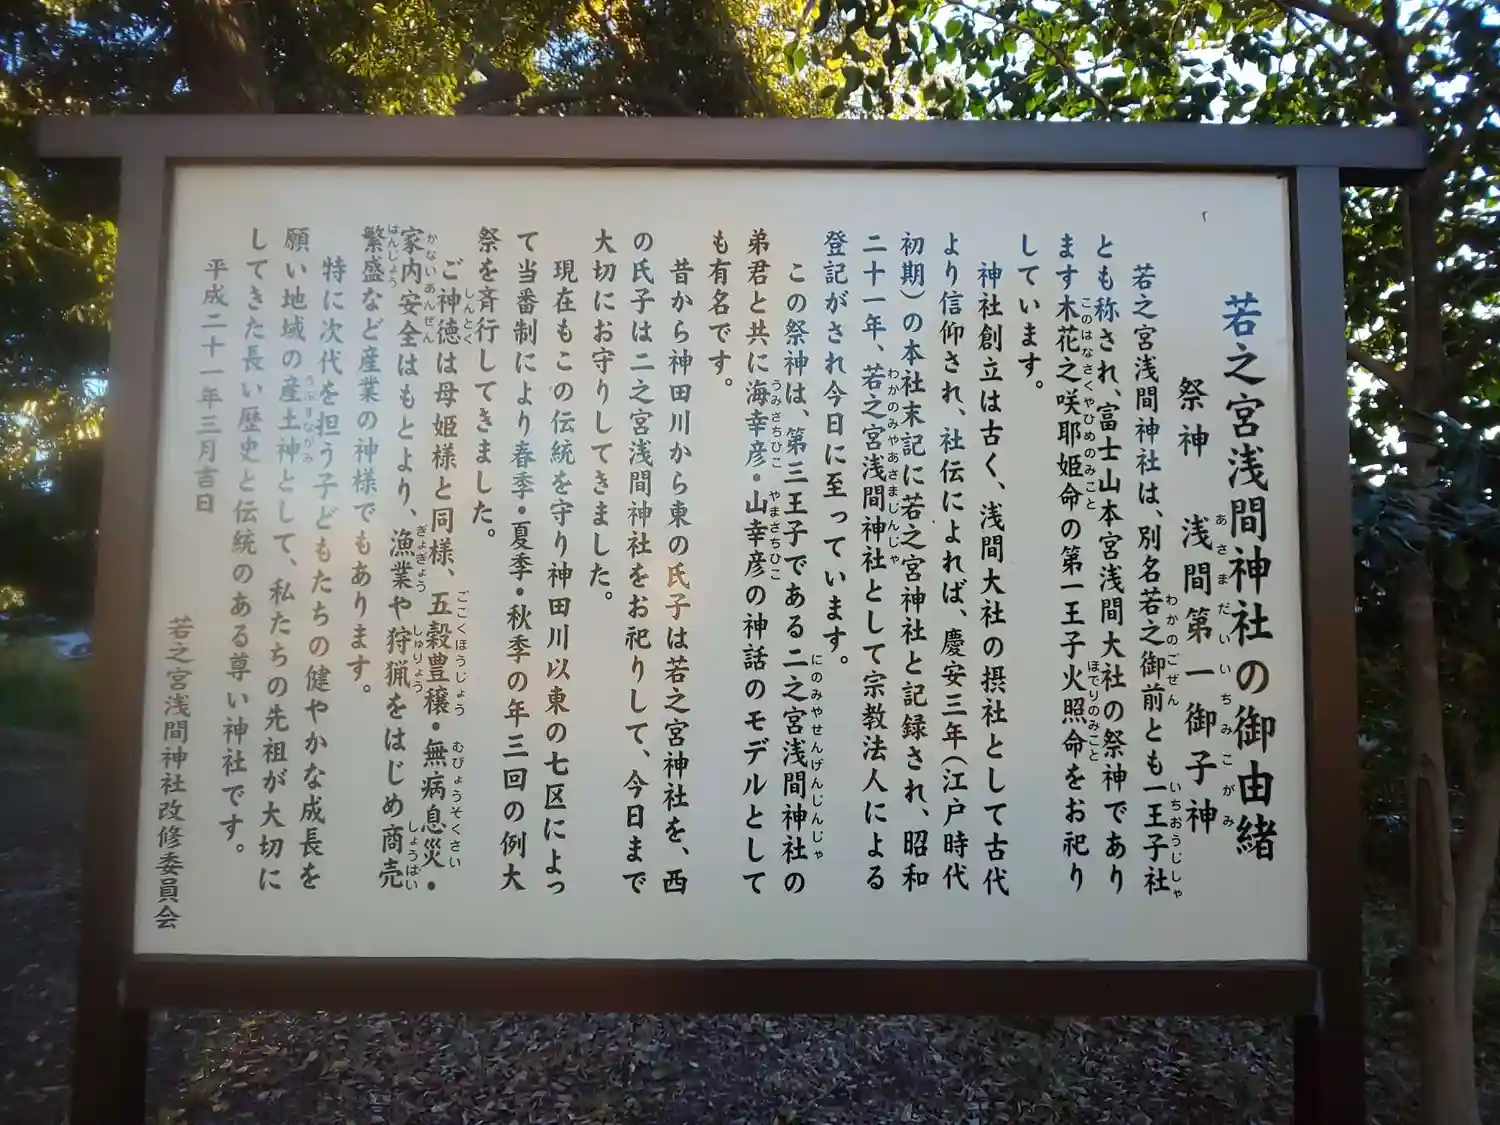 若之宮浅間神社の御由緒
祭神　浅間第一御子神
若之宮浅間神社は、別名若之御前とも一王子社
とも称され、富士山本宮浅間大社の祭神であり
ます木花之咲耶姫命の第一王子火照命をお祀り
しています。
神社創立は古く、浅間大社の摂社として古代
より信仰され、社伝によれば、慶安三年（江戸時代
初期）の本社末記に若之宮神社と記録され、昭和
二十一年、若之宮浅間神社として宗教法人による
登記がされ今日に至っています。
この祭神は、第三王子である二之宮浅間神社の
弟君と共に海幸彦・山幸彦の神話のモデルとして
も有名です。
昔から神田川から東の氏子は若之宮神社を、西
の氏子は二之宮浅間神社をお祀りして、今日まで
大切にお守りしてきました。
現在もこの伝統を守り神田川以東の七区によっ
て当番制により春季・夏季・秋季の年三回の例大
祭を斉行してきました。
ご神徳は母姫様と同様、五穀豊穣・無病息災・
家内安全はもとより、漁業や狩猟をはじめ商売
繁盛など産業の神様でもあります。
特に次代を担う子どもたちの健やかな成長を
願い地域の産土神として、私たちの先祖が大切に
してきた長い歴史と伝統のある尊い神社です。
平成二十一年三月吉日
若之宮浅間神社改修委員会